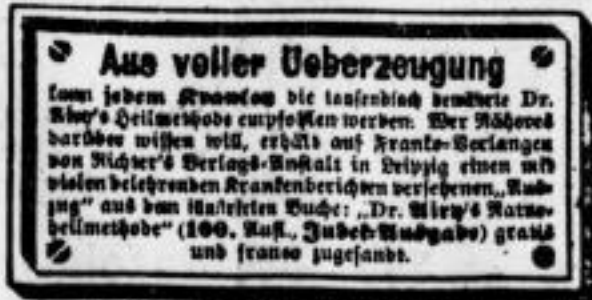 Aus voller Ueberzeugung
kann jedem Kranken die tausendfach bewährte Dr.
Airy's Heilmethode empfohlen werden. Wer Näheres
darüber wissen will, erhält auf Franko-Verlangen
von Richter's Verlags-Anstalt in Leipzig einen mit
vielen belehrenden Krankenberichten versehenen „Aus-
zug" aus dem illustrirten Buche: „Dr. Airy's Natur-
heilmethode" (100. Aufl., Jubel-Ausgabe) gratis
und franco zugesandt.